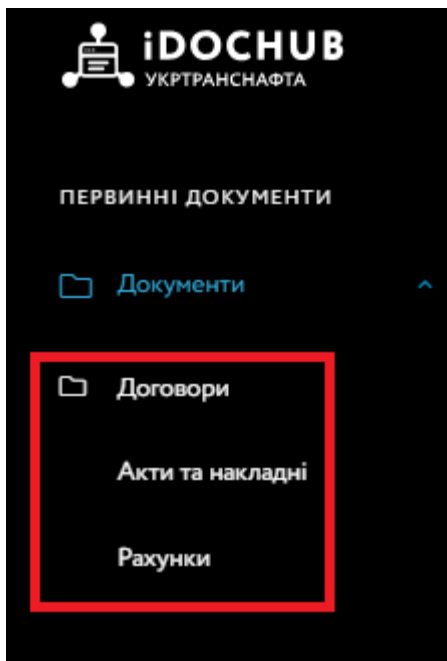 iDOCHUB
УКРТРАНСНАФТА
ПЕРВИННІ ДОКУМЕНТИ
Документи
Договори
Акти та накладні
Рахунки